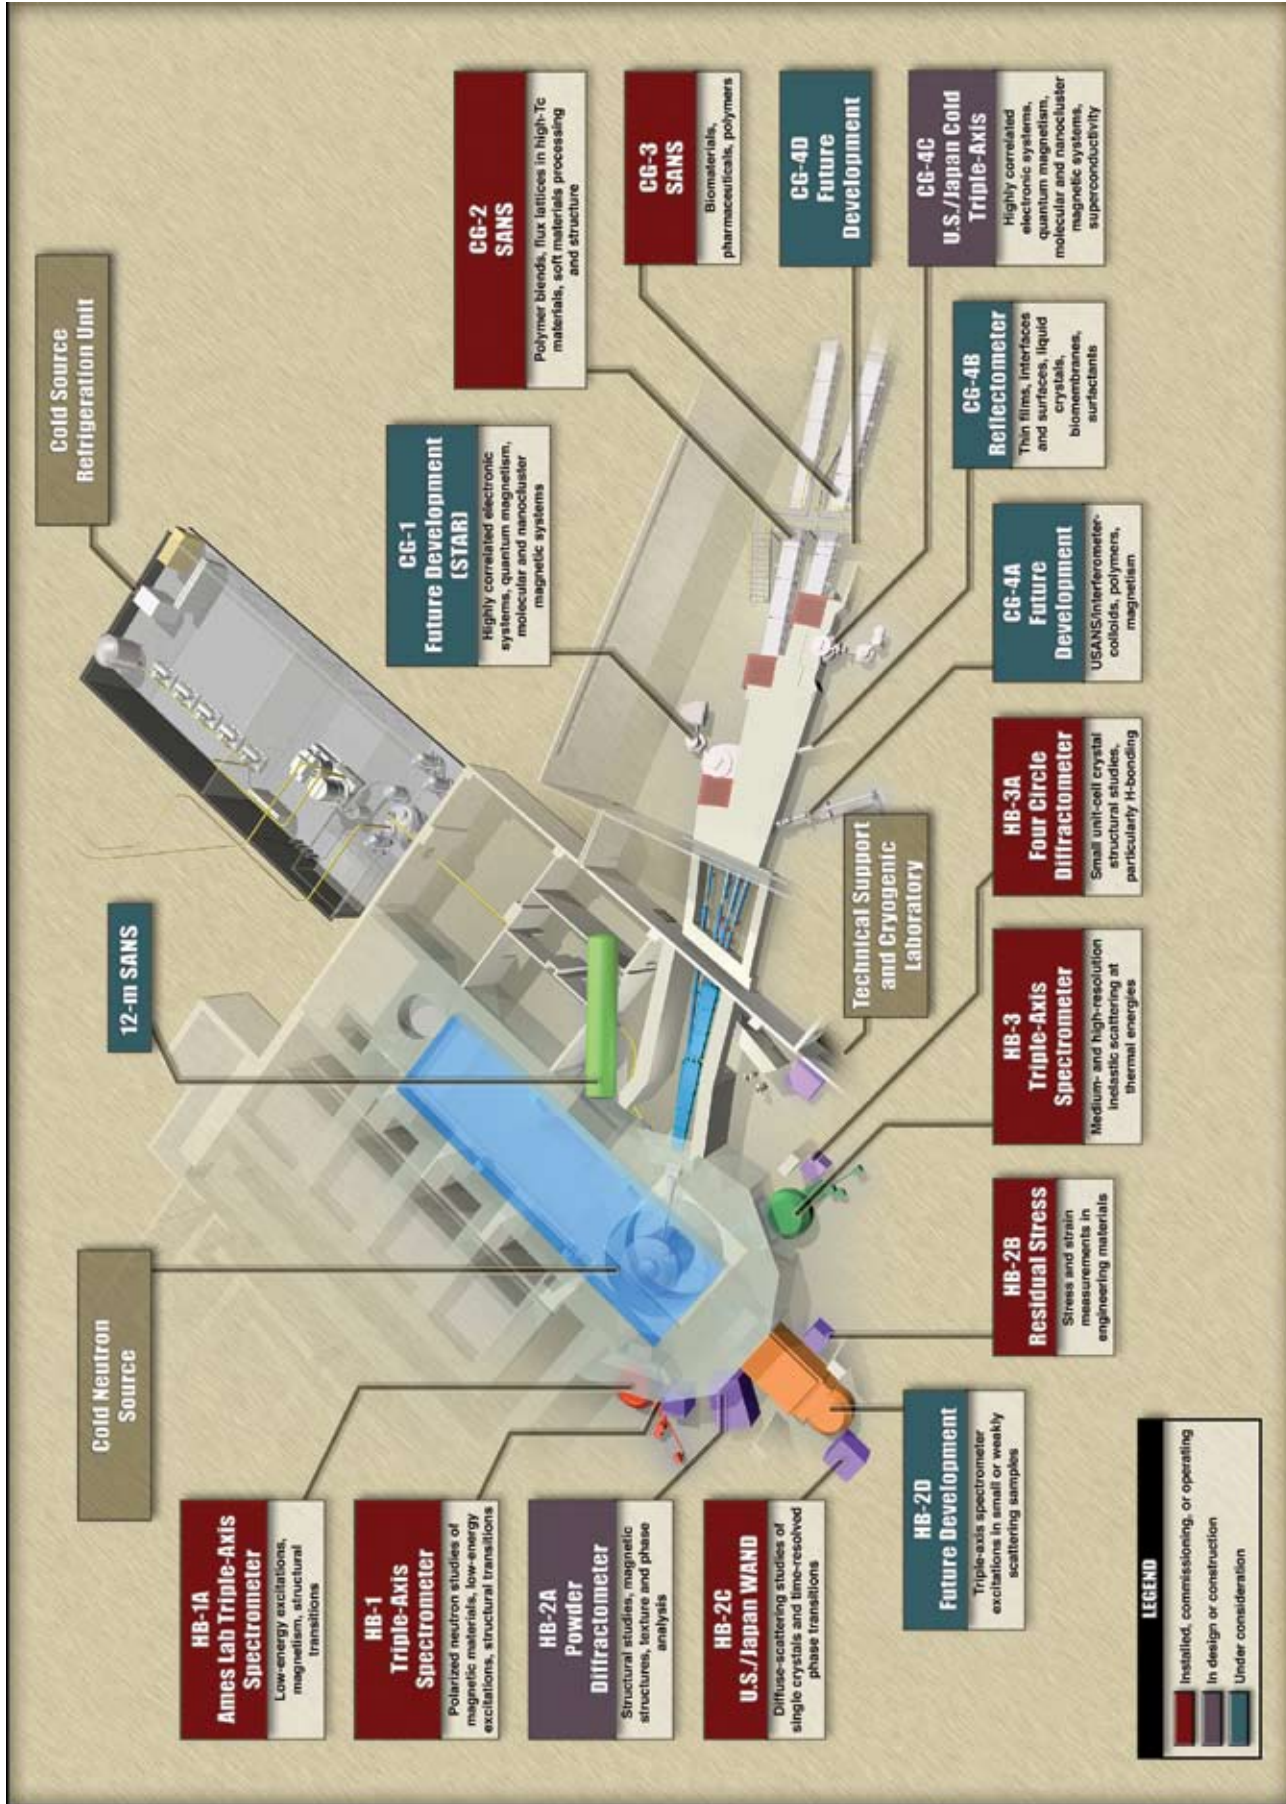 Cold Neutron
Source
12-m SANS
Cold Source
Refrigeration Unit
HB-1A
Ames Lab Triple-Axis
Spectrometer
Low-energy excitations,
magnetism, structural
transitions
HB-1
Triple-Axis
Spectrometer
Polarized neutron studies of
magnetic materials, low-energy
excitations, structural transitions
HB-2A
Powder
Diffractometer
Structural studies, magnetic
structures, texture and phase
analysis
HB-2C
U.S./Japan WAND
Diffuse-scattering studies of
single crystals and time-resolved
phase transitions
CG-1
Future Development
(STAR)
Highly correlated electronic
systems, quantum magnetism,
molecular and nanocluster
magnetic systems
CG-2
SANS
Polymer blends, flux lattices in high-Tc
materials, soft materials processing
and structure
CG-3
SANS
Biomaterials,
pharmaceuticals, polymers
CG-4D
Future
Development
CG-4C
U.S./Japan Cold
Triple-Axis
Highly correlated
electronic systems,
quantum magnetism,
molecular and nanocluster
magnetic systems,
superconductivity
Technical Support
and Cryogenic
Laboratory
HB-2D
Future Development
Triple-axis spectrometer
excitations in small or weakly
scattering samples
HB-2B
Residual Stress
Stress and strain
measurements in
engineering materials
HB-3
Triple-Axis
Spectrometer
Medium- and high-resolution
inelastic scattering at
thermal energies
HB-3A
Four Circle
Diffractometer
Small unit-cell crystal
structural studies,
particularly H-bonding
CG-4A
Future
Development
USANS/interferometer-
colloids, polymers,
magnetism
CG-4B
Reflectometer
Thin films, interfaces
and surfaces, liquid
crystals,
biomembranes,
surfactants
LEGEND
Installed, commissioning, or operating
In design or construction
Under consideration